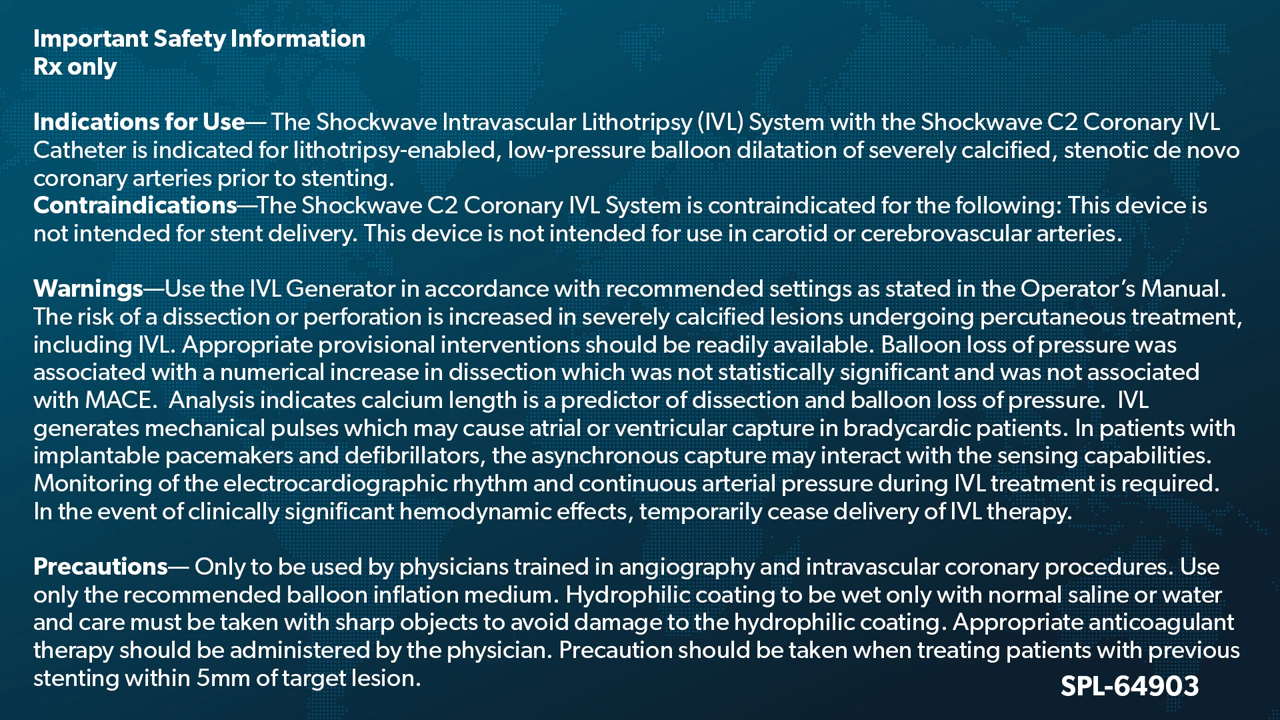 Important Safety Information
Rx only
Indications for Use— The Shockwave Intravascular Lithotripsy (IVL) System with the Shockwave C2 Coronary IVL
Catheter is indicated for lithotripsy-enabled, low-pressure balloon dilatation of severely calcified, stenotic de novo
coronary arteries prior to stenting.
Contraindications—The Shockwave C2 Coronary IVL System is contraindicated for the following: This device is
not intended for stent delivery. This device is not intended for use in carotid or cerebrovascular arteries.
Warnings—Use the IVL Generator in accordance with recommended settings as stated in the Operator's Manual.
The risk of a dissection or perforation is increased in severely calcified lesions undergoing percutaneous treatment,
including IVL. Appropriate provisional interventions should be readily available. Balloon loss of pressure was
associated with a numerical increase in dissection which was not statistically significant and was not associated
with MACE.  Analysis indicates calcium length is a predictor of dissection and balloon loss of pressure.  IVL
generates mechanical pulses which may cause atrial or ventricular capture in bradycardic patients. In patients with
implantable pacemakers and defibrillators, the asynchronous capture may interact with the sensing capabilities.
Monitoring of the electrocardiographic rhythm and continuous arterial pressure during IVL treatment is required.
In the event of clinically significant hemodynamic effects, temporarily cease delivery of IVL therapy.
Precautions— Only to be used by physicians trained in angiography and intravascular coronary procedures. Use
only the recommended balloon inflation medium. Hydrophilic coating to be wet only with normal saline or water
and care must be taken with sharp objects to avoid damage to the hydrophilic coating. Appropriate anticoagulant
therapy should be administered by the physician. Precaution should be taken when treating patients with previous
stenting within 5mm of target lesion.
SPL-64903